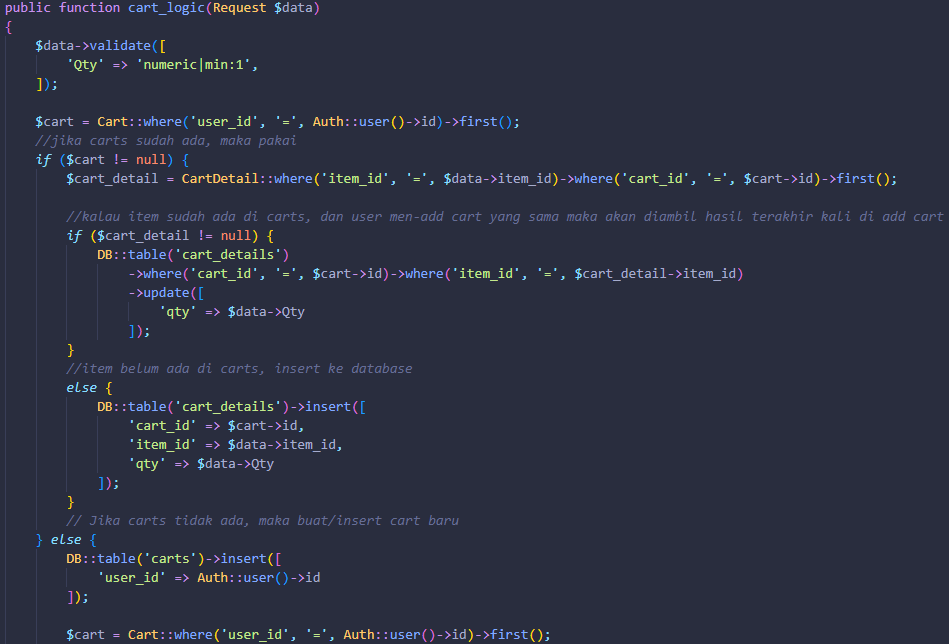 public function cart_logic(Request $data)
{
    $data->validate([
        'Qty' => 'numeric|min:1',
    ]);

    $cart = Cart::where('user_id', '=', Auth::user()->id)->first();
    //jika carts sudah ada, maka pakai
    if ($cart != null) {
        $cart_detail = CartDetail::where('item_id', '=', $data->item_id)->where('cart_id', '=', $cart->id)->first();

        //kalau item sudah ada di carts, dan user men-add cart yang sama maka akan diambil hasil terakhir kali di add cart
        if ($cart_detail != null) {
            DB::table('cart_details')
                ->where('cart_id', '=', $cart->id)->where('item_id', '=', $cart_detail->item_id)
                ->update([
                    'qty' => $data->Qty
                ]);
        }
        //item belum ada di carts, insert ke database
        else {
            DB::table('cart_details')->insert([
                'cart_id' => $cart->id,
                'item_id' => $data->item_id,
                'qty' => $data->Qty
            ]);
        }
        // Jika carts tidak ada, maka buat/insert cart baru
    } else {
        DB::table('carts')->insert([
            'user_id' => Auth::user()->id
        ]);

        $cart = Cart::where('user_id', '=', Auth::user()->id)->first();